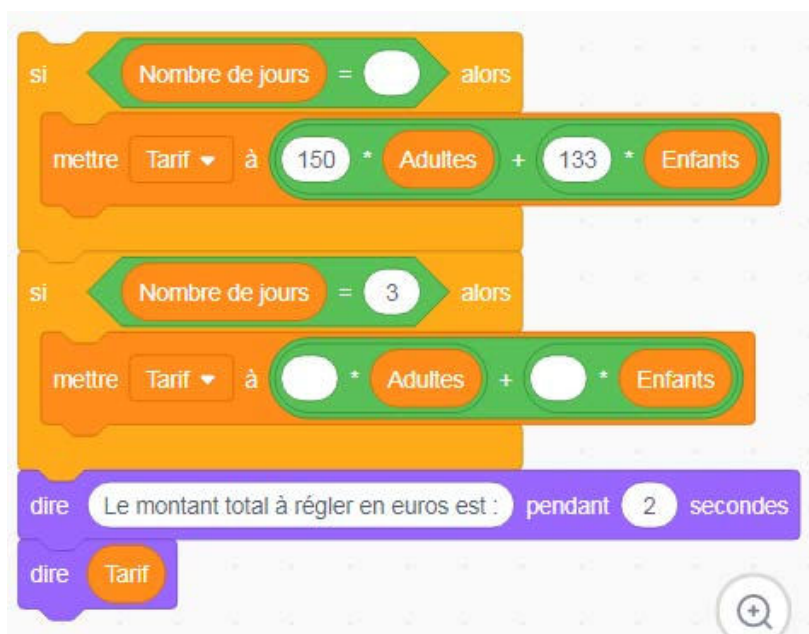 si Nombre de jours = alors
mettre Tarif à 150 * Adultes + 133 * Enfants
si Nombre de jours = 3 alors
mettre Tarif à * Adultes + * Enfants
dire Le montant total à régler en euros est : pendant 2 secondes
dire Tarif